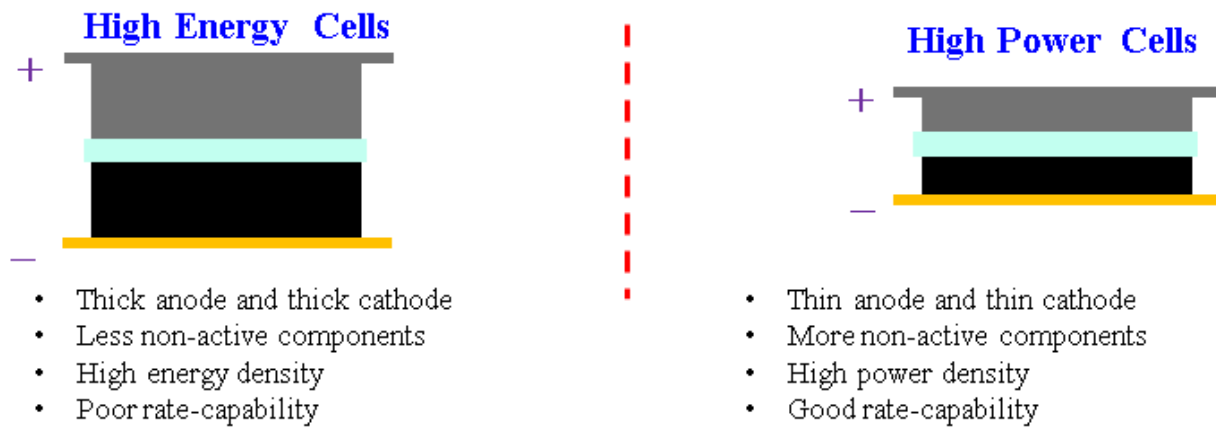 High Energy Cells
+
−
• Thick anode and thick cathode
• Less non-active components
• High energy density
• Poor rate-capability
High Power Cells
+
−
• Thin anode and thin cathode
• More non-active components
• High power density
• Good rate-capability